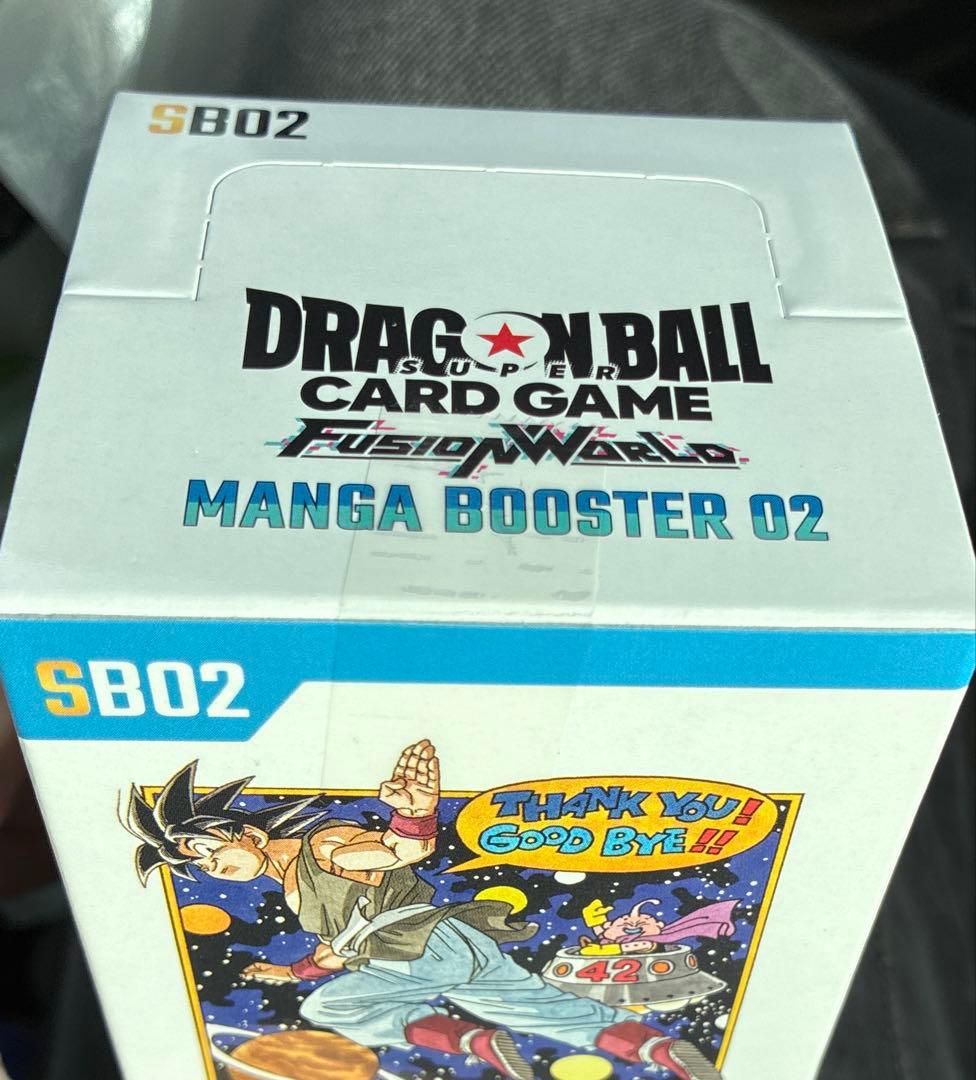 SB02
DRAGON BALL
SUPER
CARD GAME
FUSION WORLD
MANGA BOOSTER 02
SB02
THANK YOU!
GOOD BYE!!
42